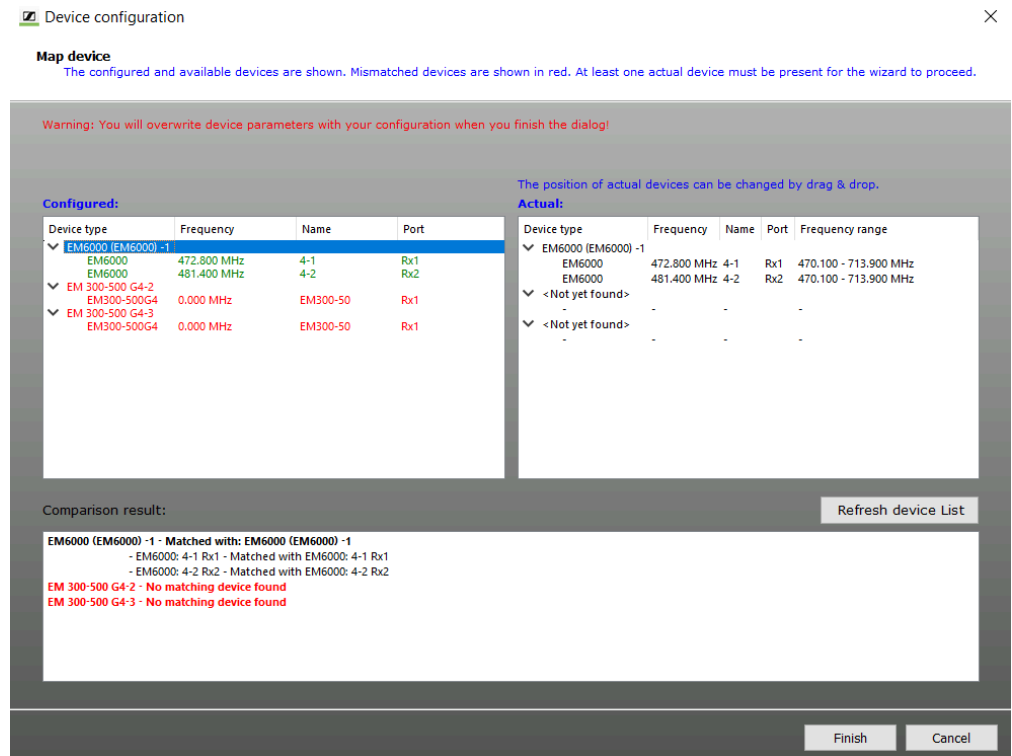 Device configuration
Map device
The configured and available devices are shown. Mismatched devices are shown in red. At least one actual device must be present for the wizard to proceed.
Warning: You will overwrite device parameters with your configuration when you finish the dialog!
The position of actual devices can be changed by drag & drop.
Configured: Actual:
Device type Frequency Name Port Device type Frequency Name Port Frequency range
EM6000 (EM6000) -1 EM6000 (EM6000) -1
EM6000 472.800 MHz 4-1 Rx1 EM6000 472.800 MHz 4-1 Rx1 470.100 - 713.900 MHz
EM6000 481.400 MHz 4-2 Rx2 EM6000 481.400 MHz 4-2 Rx2 470.100 - 713.900 MHz
EM 300-500 G4-2 <Not yet found>
EM300-500G4 0.000 MHz EM300-50 Rx1 - - - -
EM 300-500 G4-3 <Not yet found>
EM300-500G4 0.000 MHz EM300-50 Rx1 - - - -
Comparison result: Refresh device List
EM6000 (EM6000) -1 - Matched with: EM6000 (EM6000) -1
- EM6000: 4-1 Rx1 - Matched with EM6000: 4-1 Rx1
- EM6000: 4-2 Rx2 - Matched with EM6000: 4-2 Rx2
EM 300-500 G4-2 - No matching device found
EM 300-500 G4-3 - No matching device found
Finish Cancel